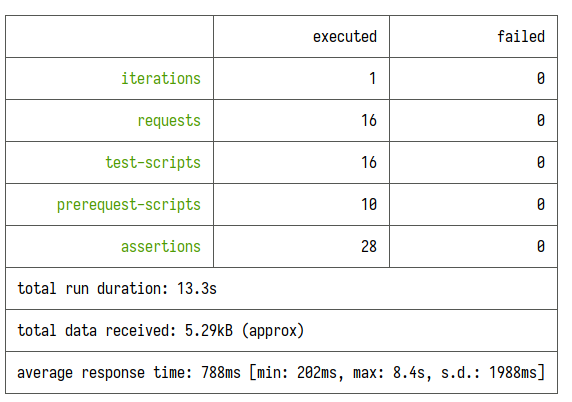 executed failed
iterations 1 0
requests 16 0
test-scripts 16 0
prerequest-scripts 10 0
assertions 28 0
total run duration: 13.3s
total data received: 5.29kB (approx)
average response time: 788ms [min: 202ms, max: 8.4s, s.d.: 1988ms]